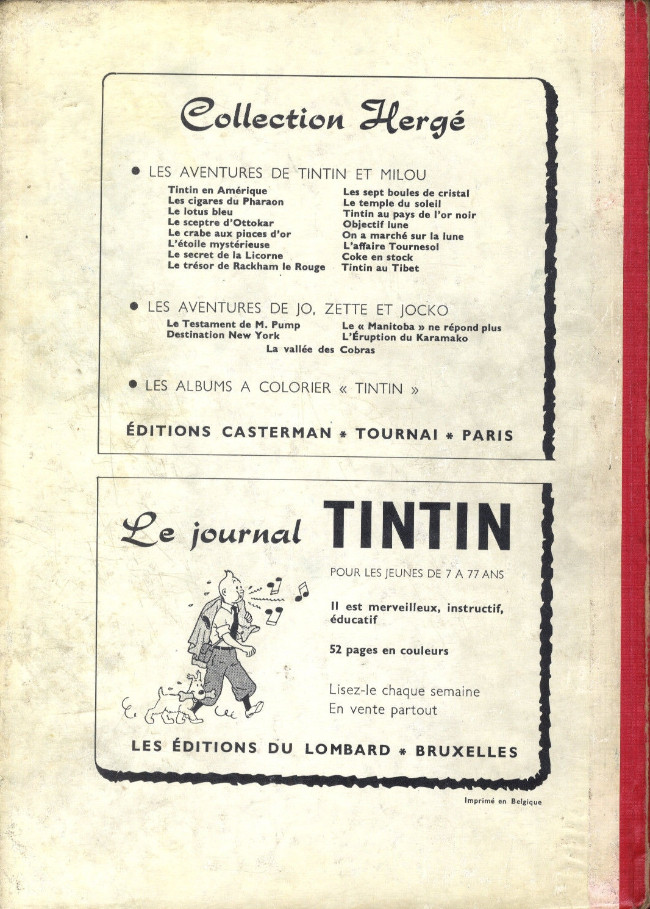 Collection Hergé
● LES AVENTURES DE TINTIN ET MILOU
Tintin en Amérique
Les cigares du Pharaon
Le lotus bleu
Le sceptre d'Ottokar
Le crabe aux pinces d'or
L'étoile mystérieuse
Le secret de la Licorne
Le trésor de Rackham le Rouge
Les sept boules de cristal
Le temple du soleil
Tintin au pays de l'or noir
Objectif lune
On a marché sur la lune
L'affaire Tournesol
Coke en stock
Tintin au Tibet
● LES AVENTURES DE JO, ZETTE ET JOCKO
Le Testament de M. Pump
Destination New York
Le « Manitoba » ne répond plus
L'Éruption du Karamako
La vallée des Cobras
● LES ALBUMS A COLORIER « TINTIN »
ÉDITIONS CASTERMAN * TOURNAI * PARIS
Le journal TINTIN
POUR LES JEUNES DE 7 A 77 ANS
Il est merveilleux, instructif,
éducatif
52 pages en couleurs
Lisez-le chaque semaine
En vente partout
LES ÉDITIONS DU LOMBARD * BRUXELLES
Imprimé en Belgique